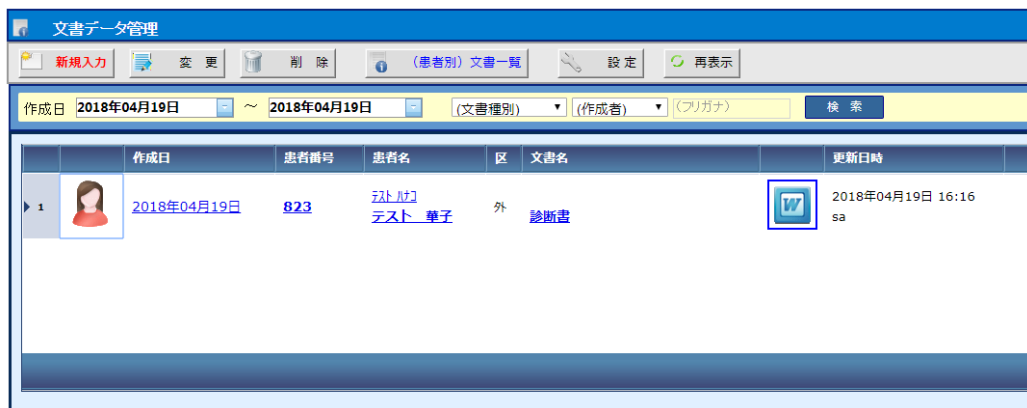 文書データ管理
新規入力 変 更 削 除 (患者別) 文書一覧 設 定 再表示
作成日 2018年04月19日 ～ 2018年04月19日 (文書種別) (作成者) (フリガナ) 検 索
作成日 患者番号 患者名 区 文書名 更新日時
1 2018年04月19日 823 ﾃｽﾄ ﾊﾅｺ 外 診断書 W 2018年04月19日 16:16
テスト 華子 sa